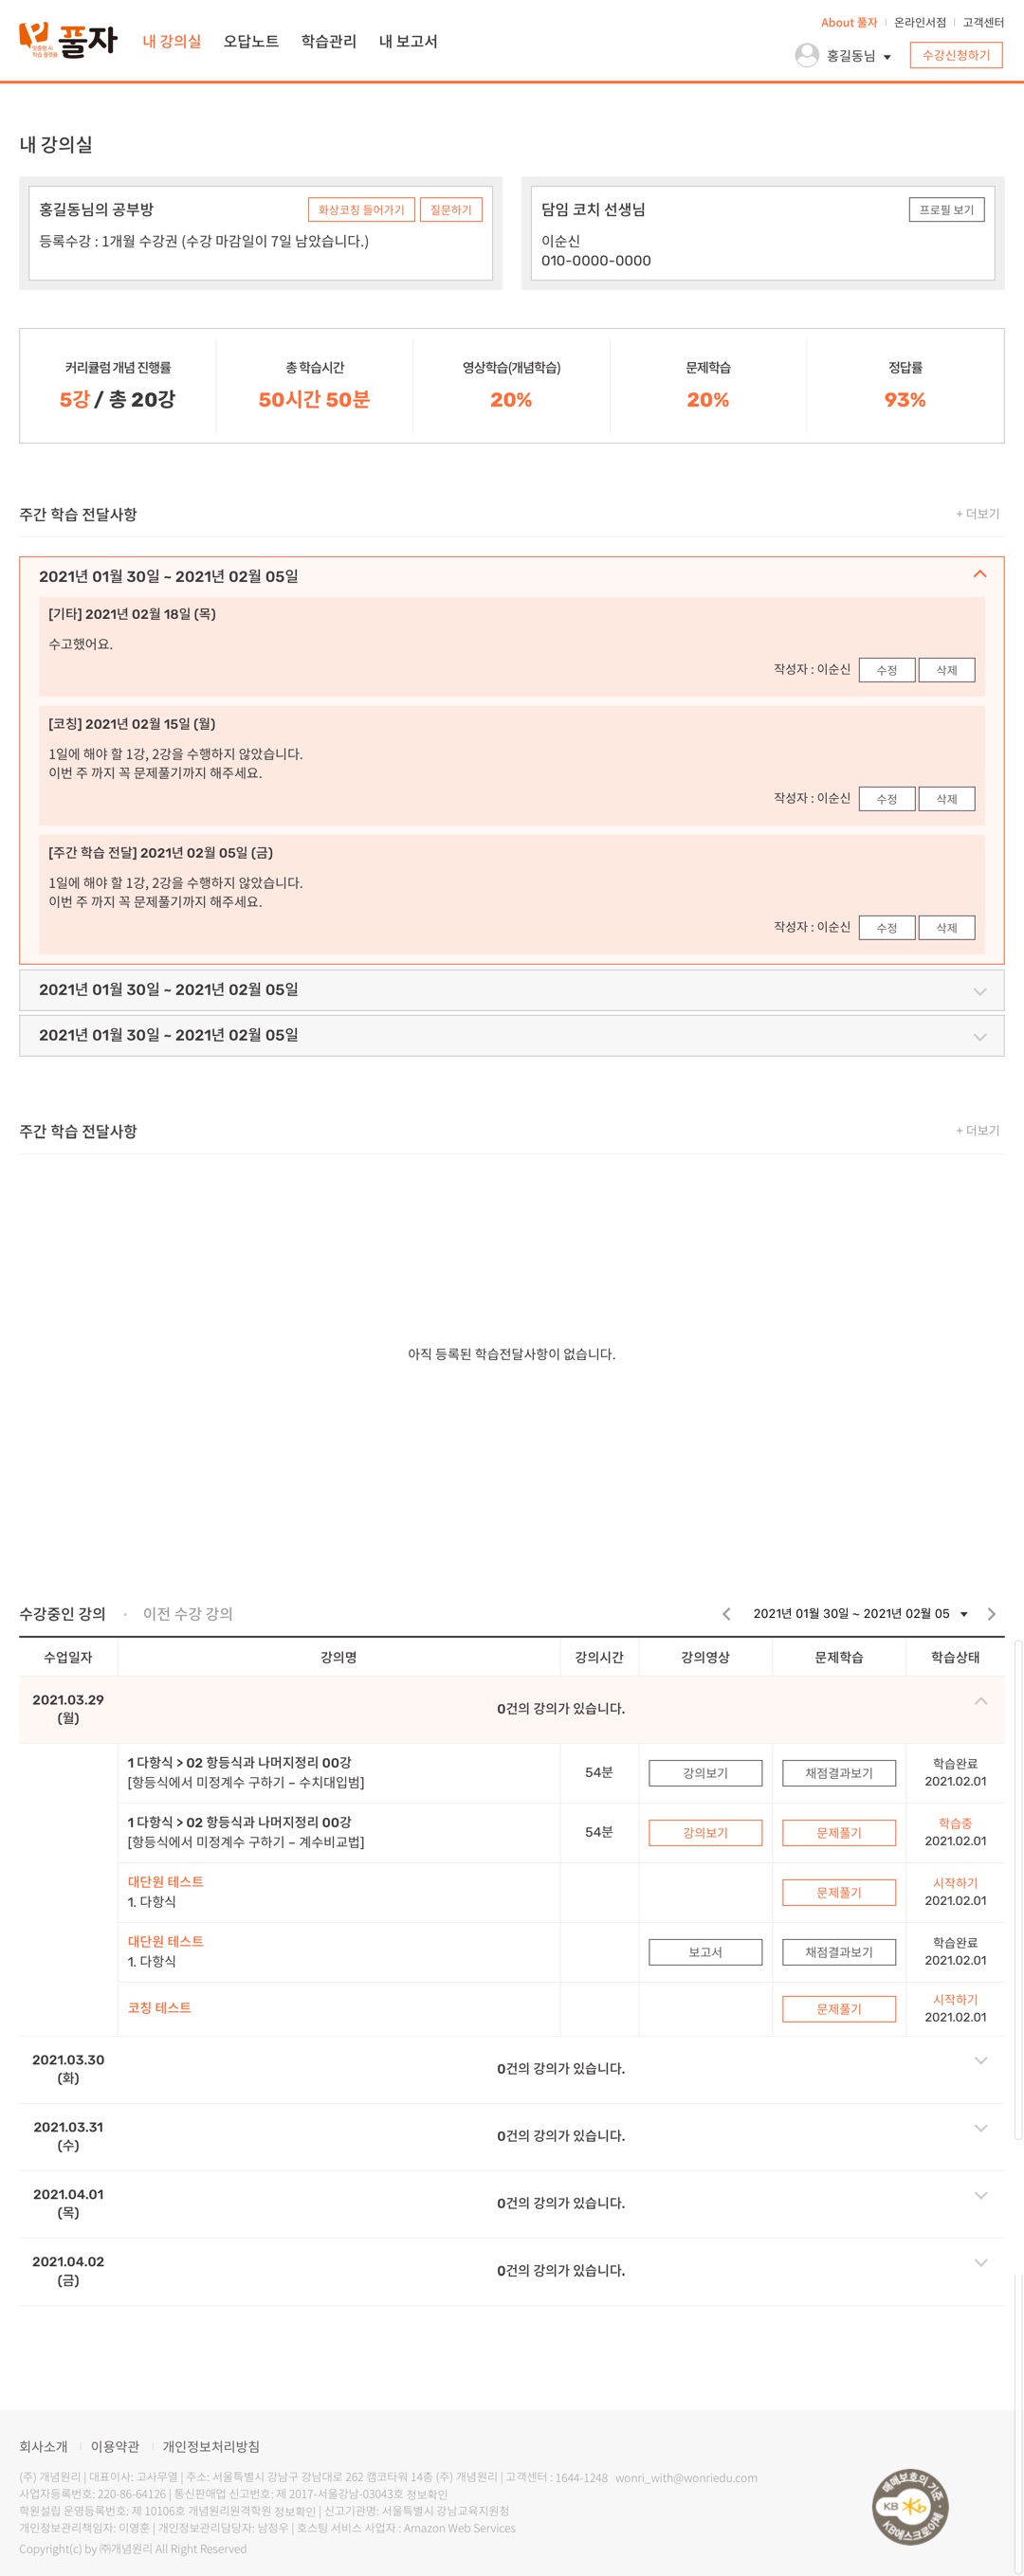 About 풀자 온라인서점 고객센터
맞춤형 AI
학습 플랫폼
풀자 내 강의실 오답노트 학습관리 내 보고서
홍길동님 수강신청하기
내 강의실
홍길동님의 공부방 화상코칭 들어가기 질문하기
등록수강 : 1개월 수강권 (수강 마감일이 7일 남았습니다.)
담임 코치 선생님 프로필 보기
이순신
010-0000-0000
커리큘럼 개념 진행률 총 학습시간 영상학습(개념학습) 문제학습 정답률
5강 / 총 20강 50시간 50분 20% 20% 93%
주간 학습 전달사항 + 더보기
2021년 01월 30일 ~ 2021년 02월 05일
[기타] 2021년 02월 18일 (목)
수고했어요.
작성자 : 이순신 수정 삭제
[코칭] 2021년 02월 15일 (월)
1일에 해야 할 1강, 2강을 수행하지 않았습니다.
이번 주 까지 꼭 문제풀기까지 해주세요.
작성자 : 이순신 수정 삭제
[주간 학습 전달] 2021년 02월 05일 (금)
1일에 해야 할 1강, 2강을 수행하지 않았습니다.
이번 주 까지 꼭 문제풀기까지 해주세요.
작성자 : 이순신 수정 삭제
2021년 01월 30일 ~ 2021년 02월 05일
2021년 01월 30일 ~ 2021년 02월 05일
주간 학습 전달사항 + 더보기
아직 등록된 학습전달사항이 없습니다.
수강중인 강의 이전 수강 강의 2021년 01월 30일 ~ 2021년 02월 05
수업일자 강의명 강의시간 강의영상 문제학습 학습상태
2021.03.29
(월)
0건의 강의가 있습니다.
1 다항식 > 02 항등식과 나머지정리 00강
[항등식에서 미정계수 구하기 – 수치대입범]
54분 강의보기 채점결과보기
학습완료
2021.02.01
1 다항식 > 02 항등식과 나머지정리 00강
[항등식에서 미정계수 구하기 – 계수비교법]
54분 강의보기 문제풀기
학습중
2021.02.01
대단원 테스트
1. 다항식
문제풀기
시작하기
2021.02.01
대단원 테스트
1. 다항식
보고서 채점결과보기
학습완료
2021.02.01
코칭 테스트
문제풀기
시작하기
2021.02.01
2021.03.30
(화)
0건의 강의가 있습니다.
2021.03.31
(수)
0건의 강의가 있습니다.
2021.04.01
(목)
0건의 강의가 있습니다.
2021.04.02
(금)
0건의 강의가 있습니다.
회사소개 이용약관 개인정보처리방침
(주) 개념원리 | 대표이사: 고사무열 | 주소: 서울특별시 강남구 강남대로 262 캠코타워 14층 (주) 개념원리 | 고객센터 : 1644-1248 wonri_with@wonriedu.com
사업자등록번호: 220-86-64126 | 통신판매업 신고번호: 제 2017-서울강남-03043호 정보확인
학원설립 운영등록번호: 제 10106호 개념원리원격학원 정보확인 | 신고기관명: 서울특별시 강남교육지원청
개인정보관리책임자: 이영훈 | 개인정보관리담당자: 남정우 | 호스팅 서비스 사업자 : Amazon Web Services
Copyright(c) by ㈜개념원리 All Right Reserved
매매보호의 기준
KB
KB에스크로이체